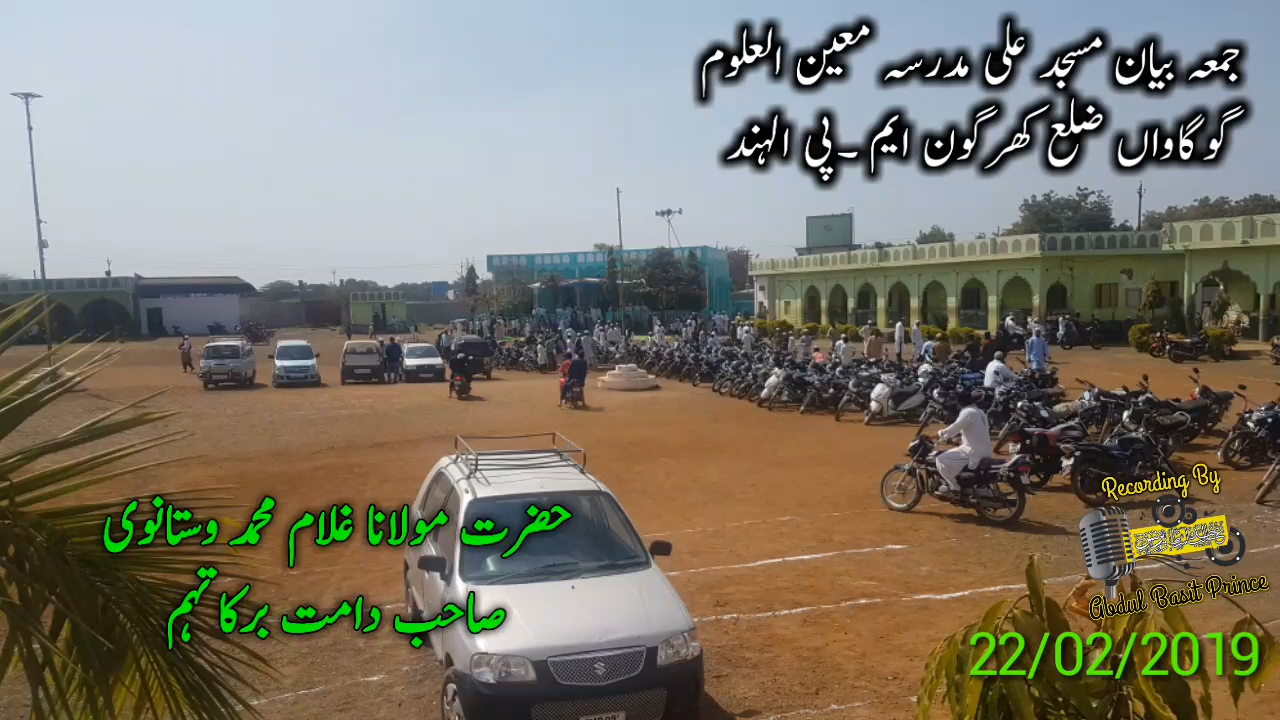 جمعہ بیان مسجد علی مدرسہ معین العلوم
گوگاواں ضلع کھرگون ایم۔پی الہند
حضرت مولانا غلام محمد وستانوی
صاحب دامت برکاتہم
Recording By
Abdul Basit Prince
22/02/2019